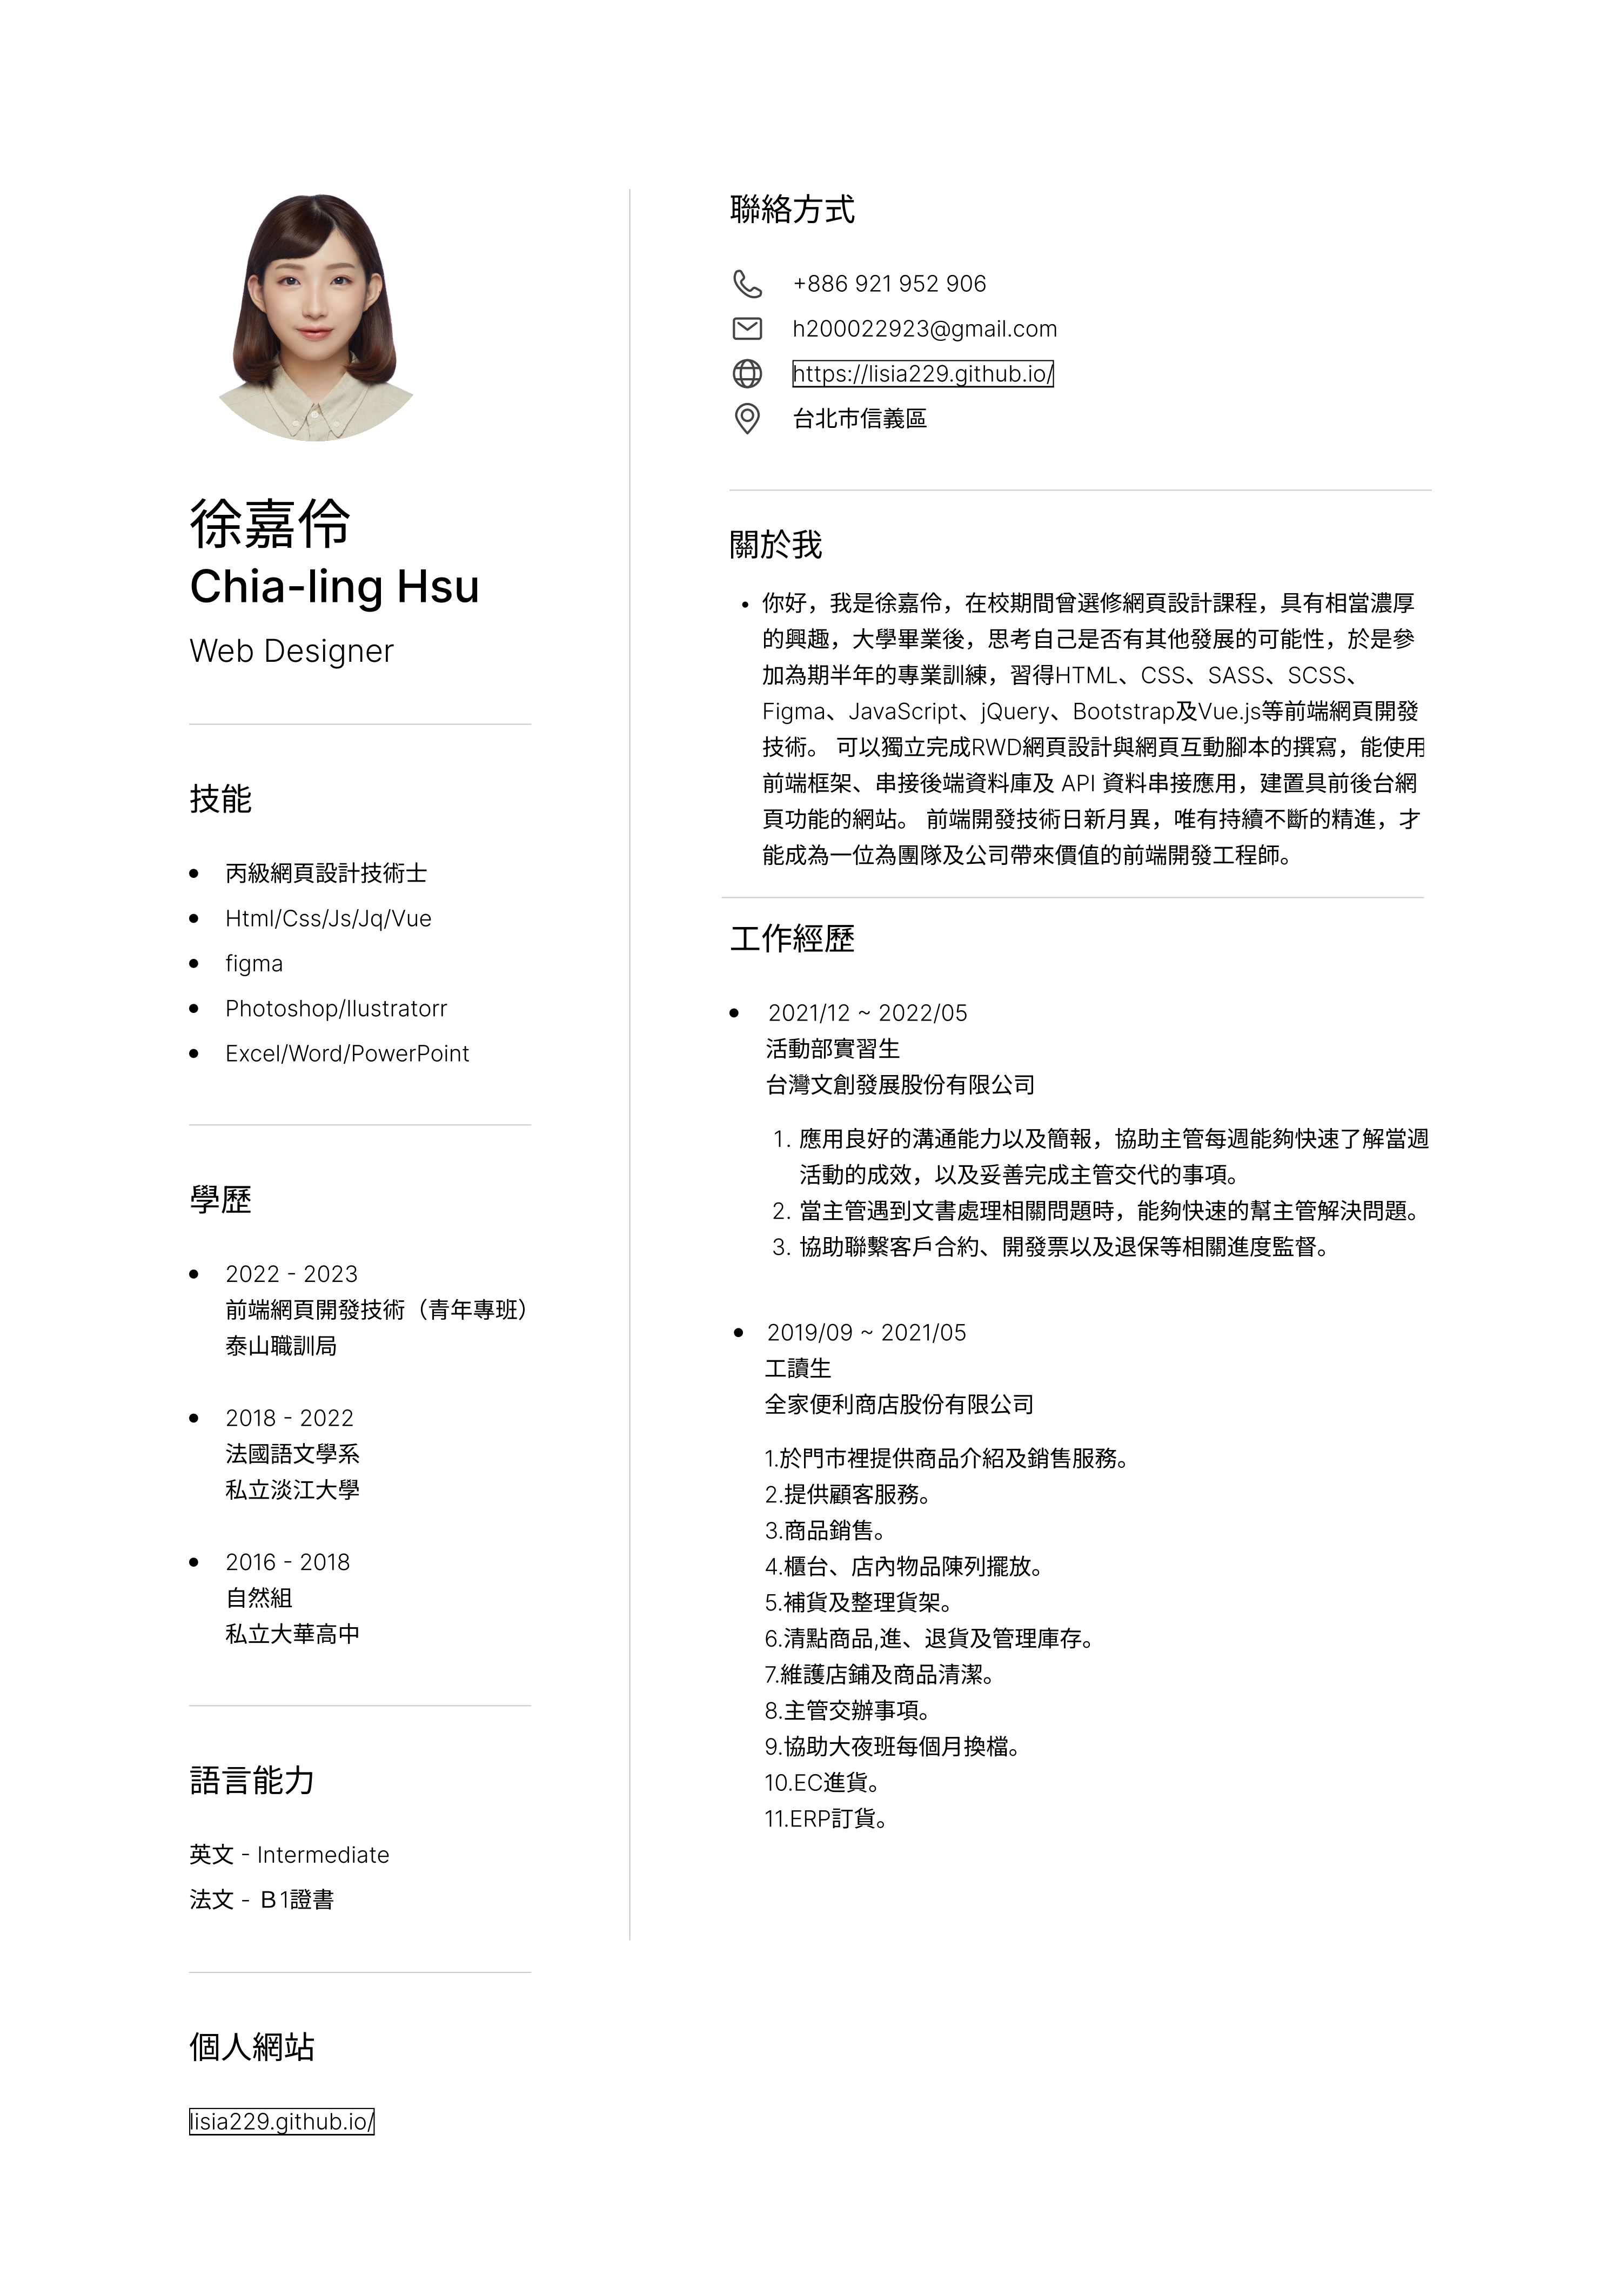 徐嘉伶
Chia-ling Hsu
Web Designer
技能
• 丙級網頁設計技術士
• Html/Css/Js/Jq/Vue
• figma
• Photoshop/Ilustratorr
• Excel/Word/PowerPoint
學歷
• 2022 - 2023
前端網頁開發技術（青年專班）
泰山職訓局
• 2018 - 2022
法國語文學系
私立淡江大學
• 2016 - 2018
自然組
私立大華高中
語言能力
英文 - Intermediate
法文 - Ｂ1證書
個人網站
lisia229.github.io/
聯絡方式
+886 921 952 906
h200022923@gmail.com
https://lisia229.github.io/
台北市信義區
關於我
• 你好，我是徐嘉伶，在校期間曾選修網頁設計課程，具有相當濃厚
的興趣，大學畢業後，思考自己是否有其他發展的可能性，於是參
加為期半年的專業訓練，習得HTML、CSS、SASS、SCSS、
Figma、JavaScript、jQuery、Bootstrap及Vue.js等前端網頁開發
技術。 可以獨立完成RWD網頁設計與網頁互動腳本的撰寫，能使用
前端框架、串接後端資料庫及 API 資料串接應用，建置具前後台網
頁功能的網站。 前端開發技術日新月異，唯有持續不斷的精進，才
能成為一位為團隊及公司帶來價值的前端開發工程師。
工作經歷
• 2021/12 ~ 2022/05
活動部實習生
台灣文創發展股份有限公司
1. 應用良好的溝通能力以及簡報，協助主管每週能夠快速了解當週
活動的成效，以及妥善完成主管交代的事項。
2. 當主管遇到文書處理相關問題時，能夠快速的幫主管解決問題。
3. 協助聯繫客戶合約、開發票以及退保等相關進度監督。
• 2019/09 ~ 2021/05
工讀生
全家便利商店股份有限公司
1.於門市裡提供商品介紹及銷售服務。
2.提供顧客服務。
3.商品銷售。
4.櫃台、店內物品陳列擺放。
5.補貨及整理貨架。
6.清點商品,進、退貨及管理庫存。
7.維護店鋪及商品清潔。
8.主管交辦事項。
9.協助大夜班每個月換檔。
10.EC進貨。
11.ERP訂貨。